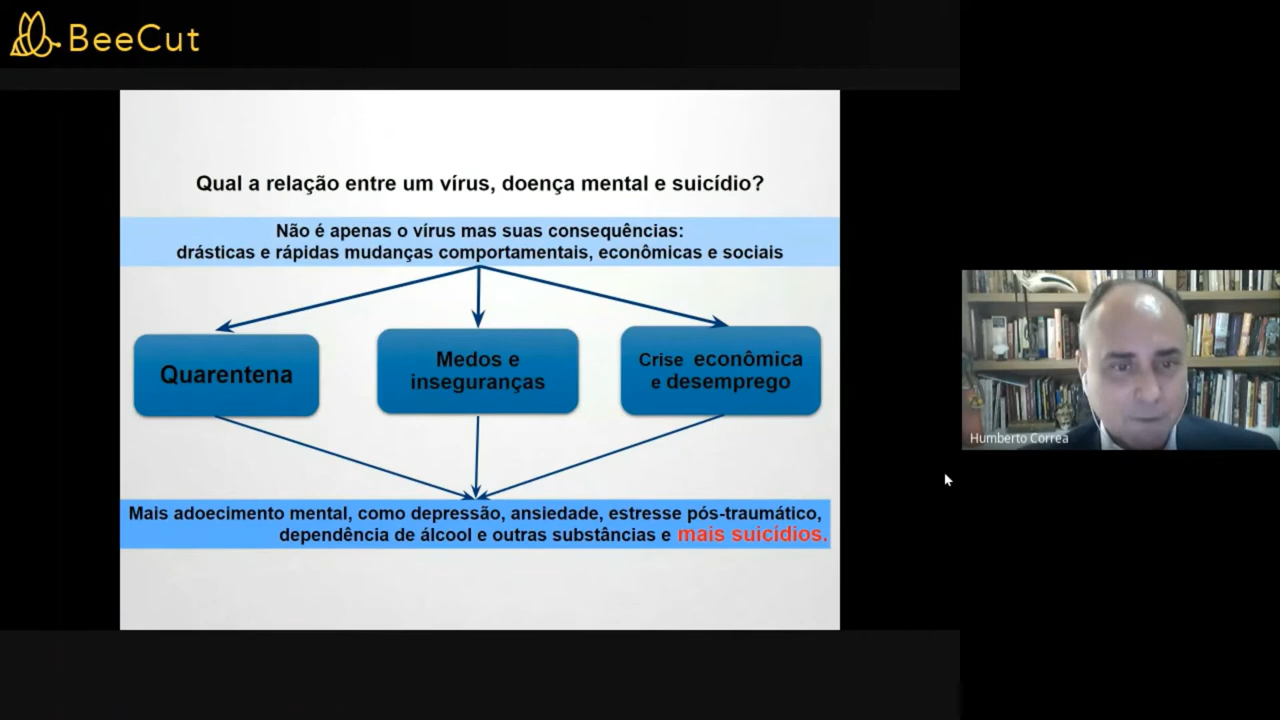 BeeCut
Qual a relação entre um vírus, doença mental e suicídio?
Não é apenas o vírus mas suas consequências:
drásticas e rápidas mudanças comportamentais, econômicas e sociais
Quarentena
Medos e
inseguranças
Crise econômica
e desemprego
Mais adoecimento mental, como depressão, ansiedade, estresse pós-traumático,
dependência de álcool e outras substâncias e mais suicídios.
Humberto Correa